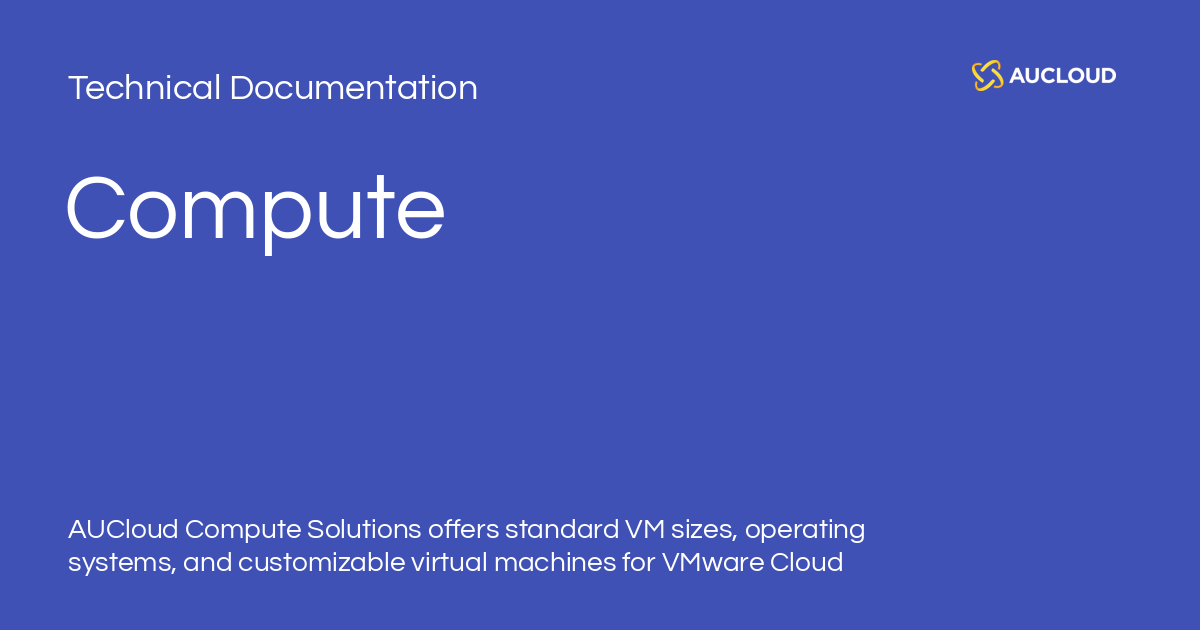 Technical Documentation
AUCLOUD
Compute
AUCloud Compute Solutions offers standard VM sizes, operating
systems, and customizable virtual machines for VMware Cloud